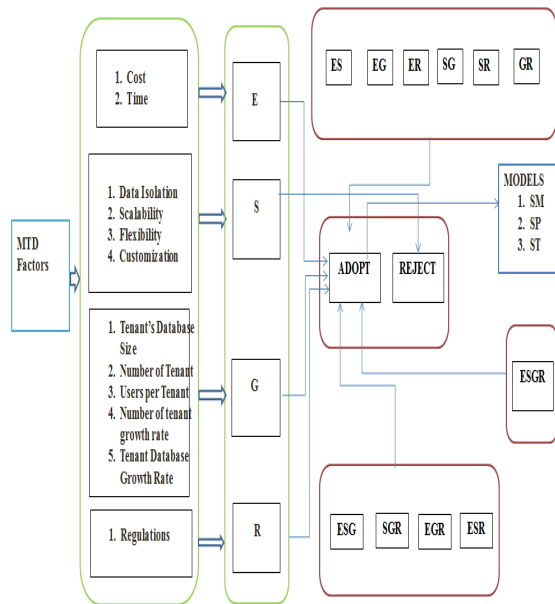 MTD
Factors
1. Cost
2. Time
1. Data Isolation
2. Scalability
3. Flexibility
4. Customization
1. Tenant's Database
Size
2. Number of Tenant
3. Users per Tenant
4. Number of tenant
growth rate
5. Tenant Database
Growth Rate
1. Regulations
E
S
G
R
ES EG ER SG SR GR
ADOPT REJECT
MODELS
1. SM
2. SP
3. ST
ESGR
ESG SGR EGR ESR